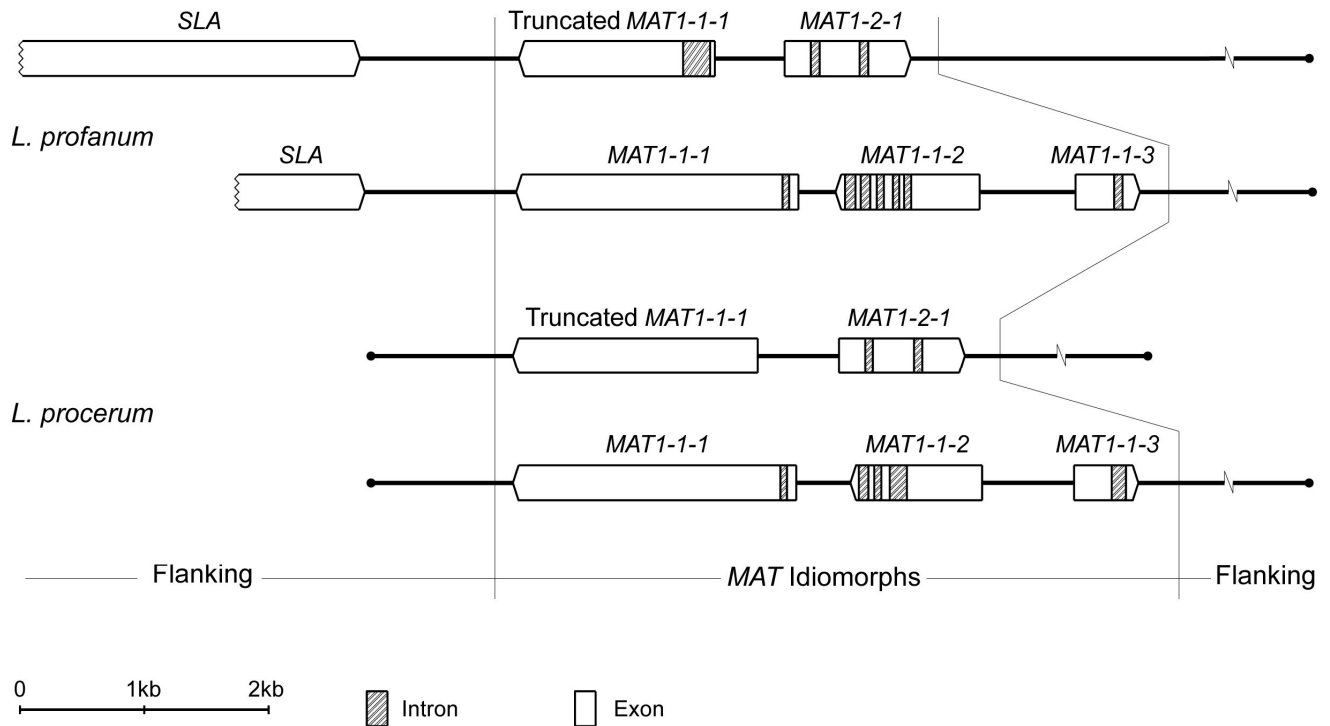 SLA Truncated MAT1-1-1 MAT1-2-1
L. profanum
SLA MAT1-1-1 MAT1-1-2 MAT1-1-3
Truncated MAT1-1-1 MAT1-2-1
L. procerum
MAT1-1-1 MAT1-1-2 MAT1-1-3
Flanking MAT Idiomorphs Flanking
0 1kb 2kb
Intron Exon